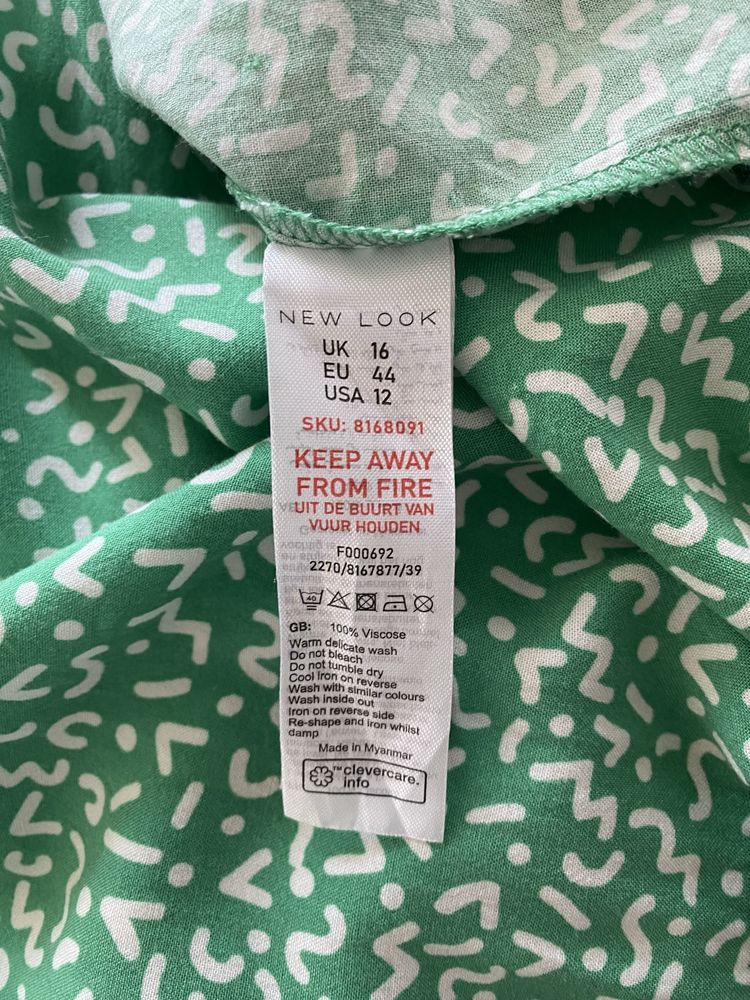 NEW LOOK
UK 16
EU 44
USA 12
SKU: 8168091
KEEP AWAY
FROM FIRE
UIT DE BUURT VAN
VUUR HOUDEN
F000692
2270/8167877/39
40
GB: 100% Viscose
Warm delicate wash
Do not bleach
Do not tumble dry
Cool iron on reverse
Wash with similar colours
Wash inside out
Iron on reverse side
Re-shape and iron whilst
damp
Made in Myanmar
™clevercare.
info